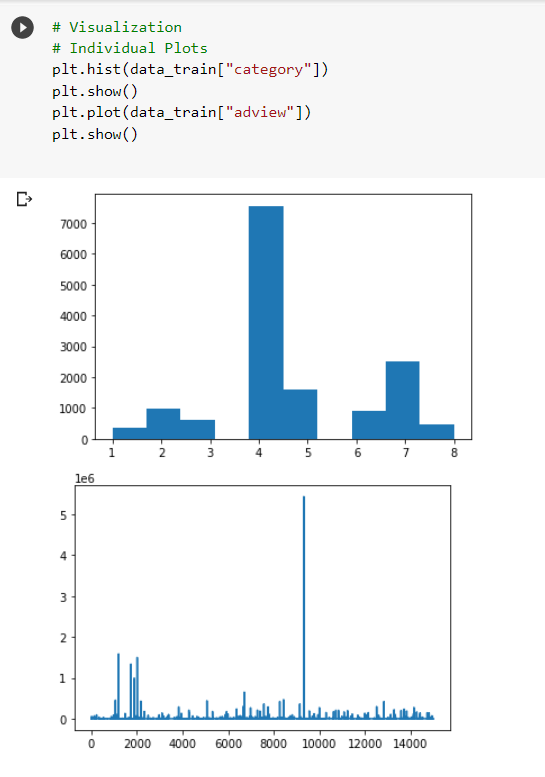 # Visualization
# Individual Plots
plt.hist(data_train["category"])
plt.show()
plt.plot(data_train["adview"])
plt.show()
7000
6000
5000
4000
3000
2000
1000
0
1 2 3 4 5 6 7 8
1e6
5
4
3
2
1
0
0 2000 4000 6000 8000 10000 12000 14000